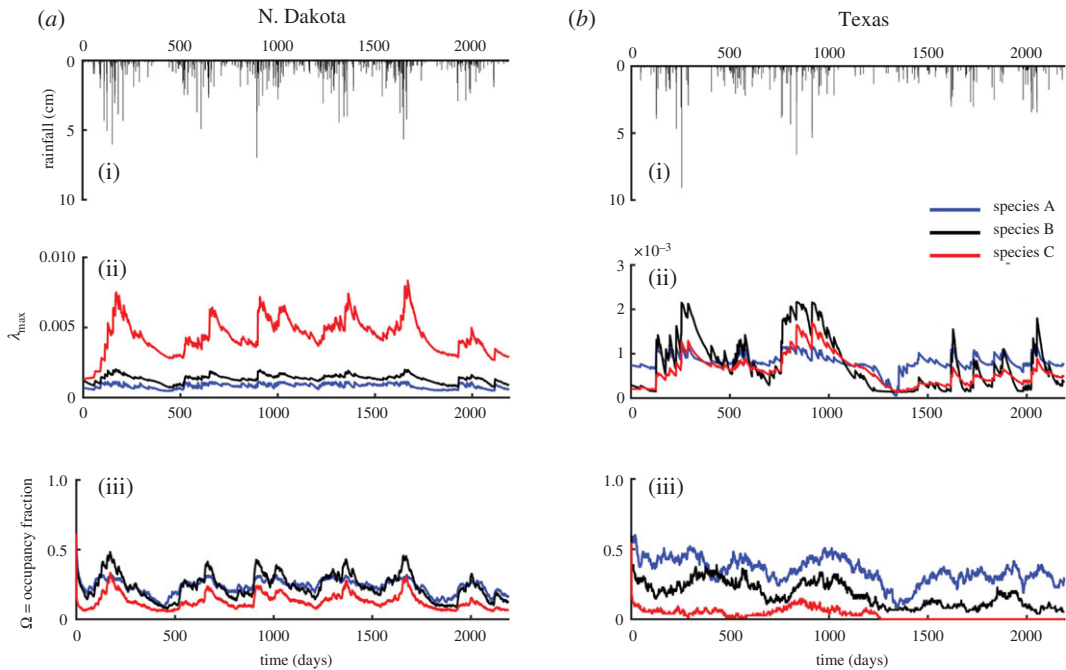 (a) N. Dakota
0 500 1000 1500 2000
0
5
10
rainfall (cm)
(i)
0.010
0.005
0
λmax
(ii)
0 500 1000 1500 2000
1.0
0.5
0
Ω = occupancy fraction
(iii)
0 500 1000 1500 2000
time (days)
(b) Texas
0 500 1000 1500 2000
0
5
10
(i)
species A
species B
species C
×10⁻³
3
2
1
0
(ii)
0 500 1000 1500 2000
1.0
0.5
0
(iii)
0 500 1000 1500 2000
time (days)